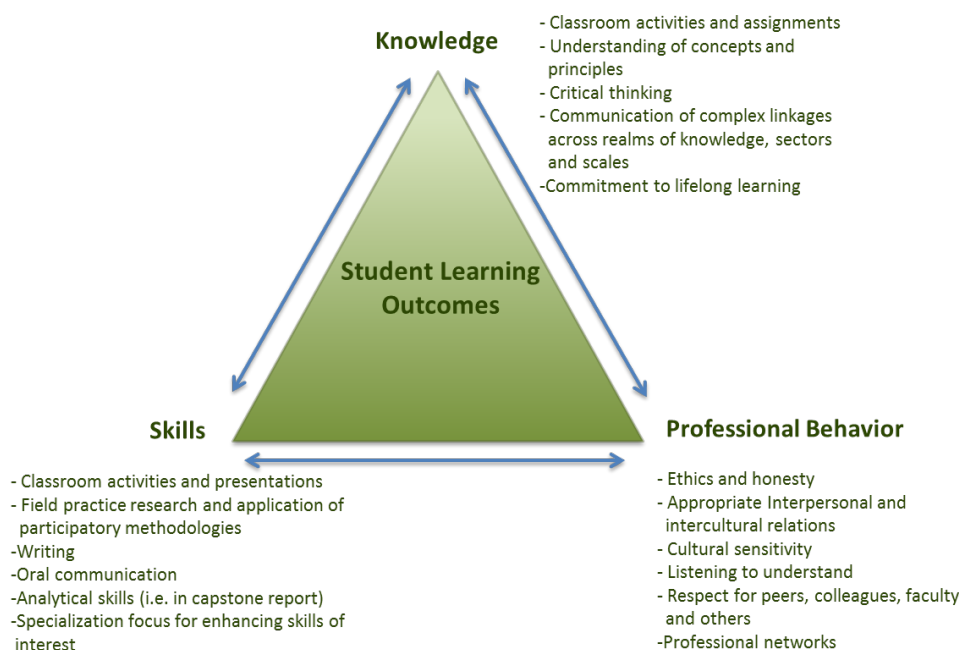 Knowledge
- Classroom activities and assignments
- Understanding of concepts and
principles
- Critical thinking
- Communication of complex linkages
across realms of knowledge, sectors
and scales
-Commitment to lifelong learning
Student Learning
Outcomes
Skills
- Classroom activities and presentations
- Field practice research and application of
participatory methodologies
-Writing
-Oral communication
-Analytical skills (i.e. in capstone report)
-Specialization focus for enhancing skills of
interest
Professional Behavior
- Ethics and honesty
- Appropriate Interpersonal and
intercultural relations
- Cultural sensitivity
- Listening to understand
- Respect for peers, colleagues, faculty
and others
-Professional networks